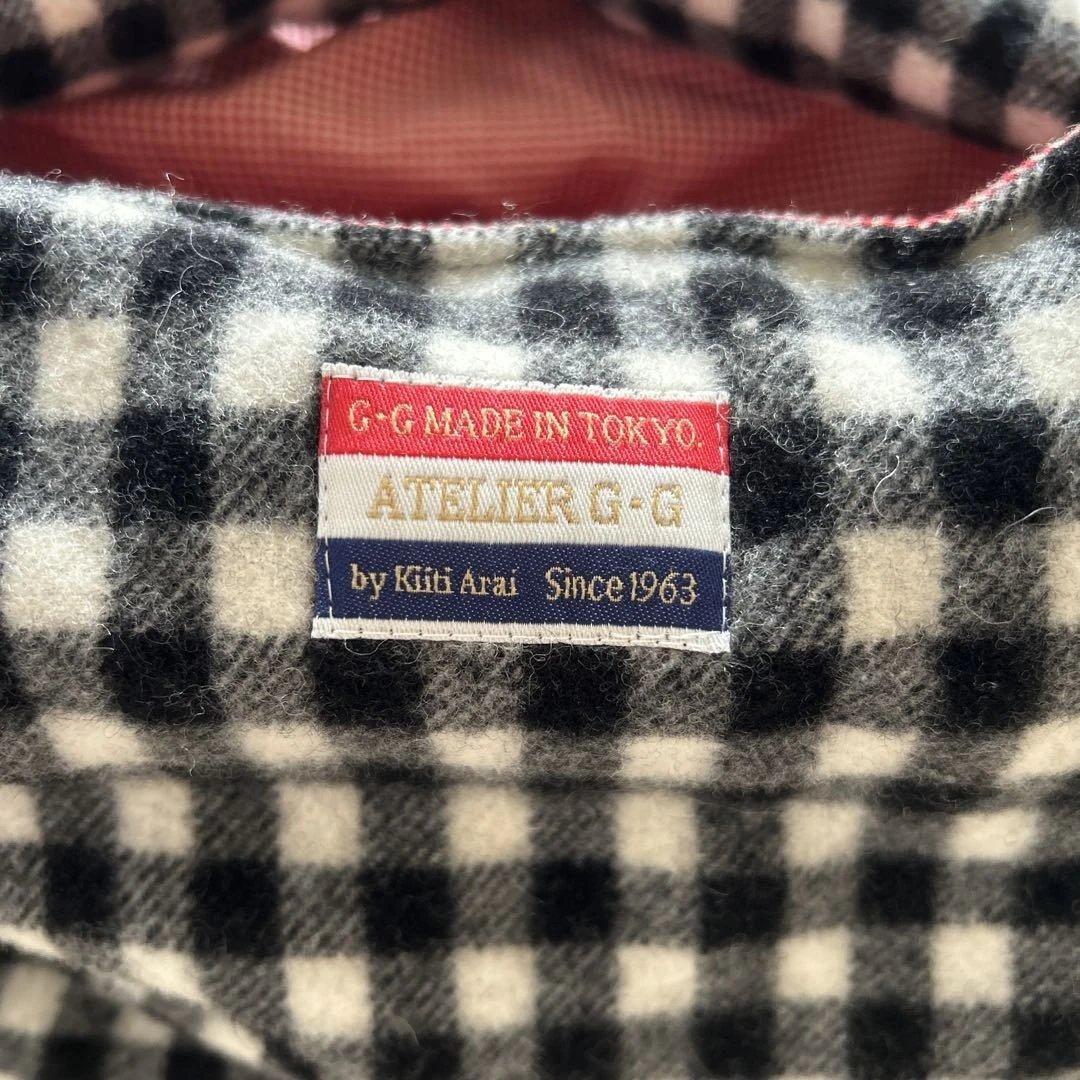 G·G MADE IN TOKYO.
ATELIER G·G
by Kiiti Arai Since 1963